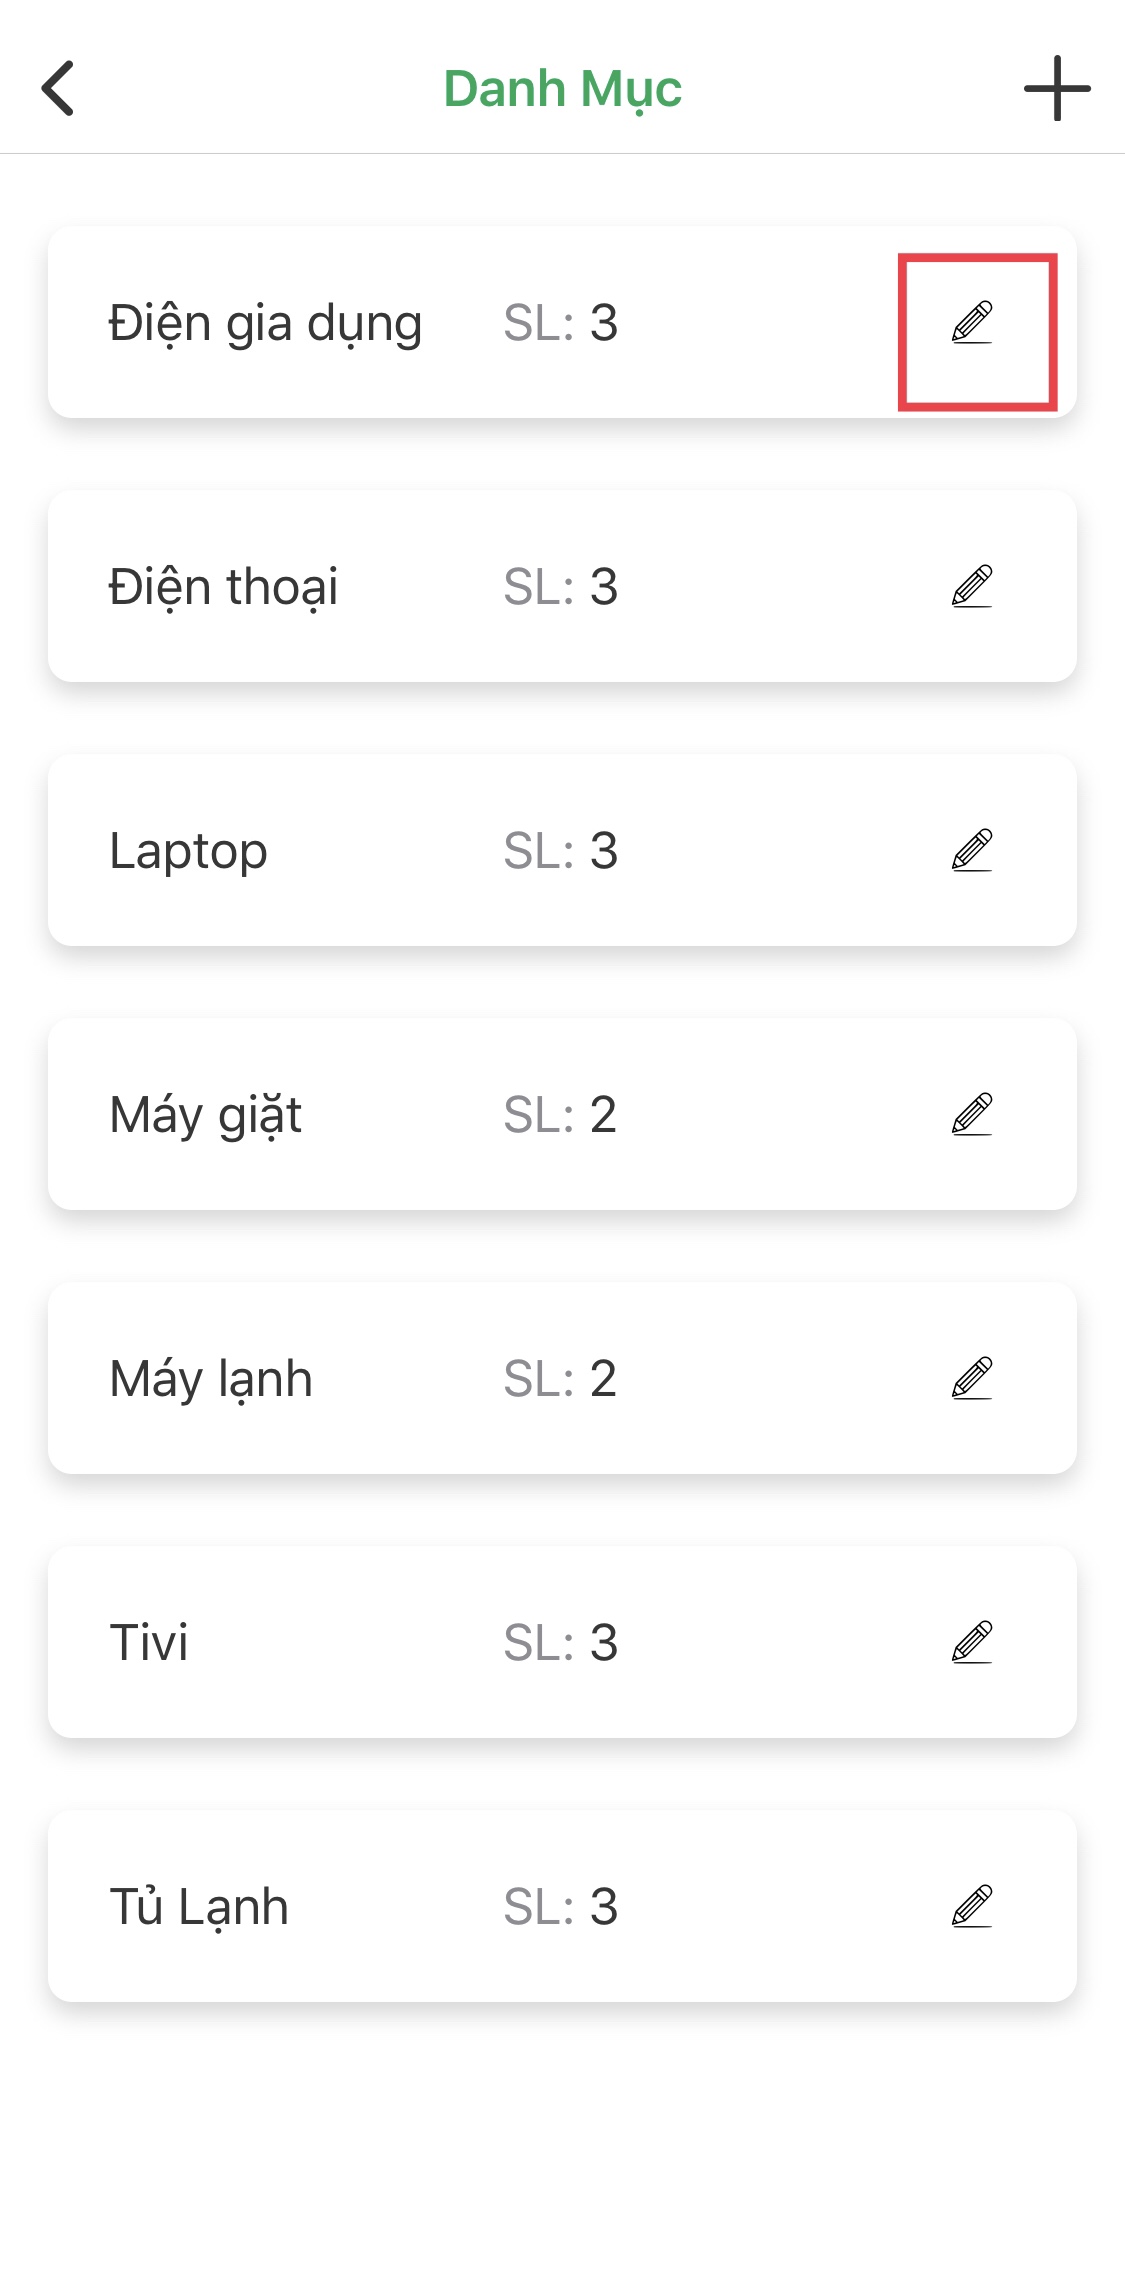 Danh Mục
Điện gia dụng SL: 3
Điện thoại SL: 3
Laptop SL: 3
Máy giặt SL: 2
Máy lạnh SL: 2
Tivi SL: 3
Tủ Lạnh SL: 3